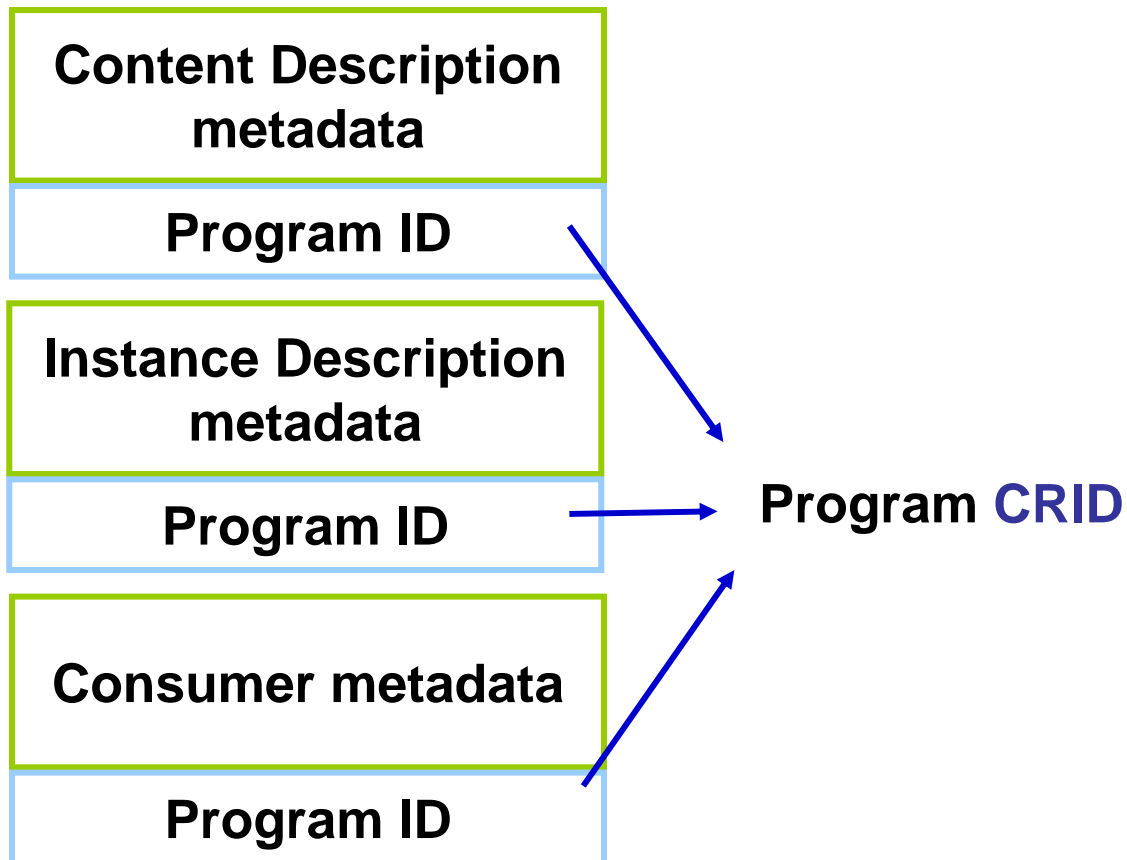 Content Description
metadata
Program ID
Instance Description
metadata
Program ID
Program CRID
Consumer metadata
Program ID